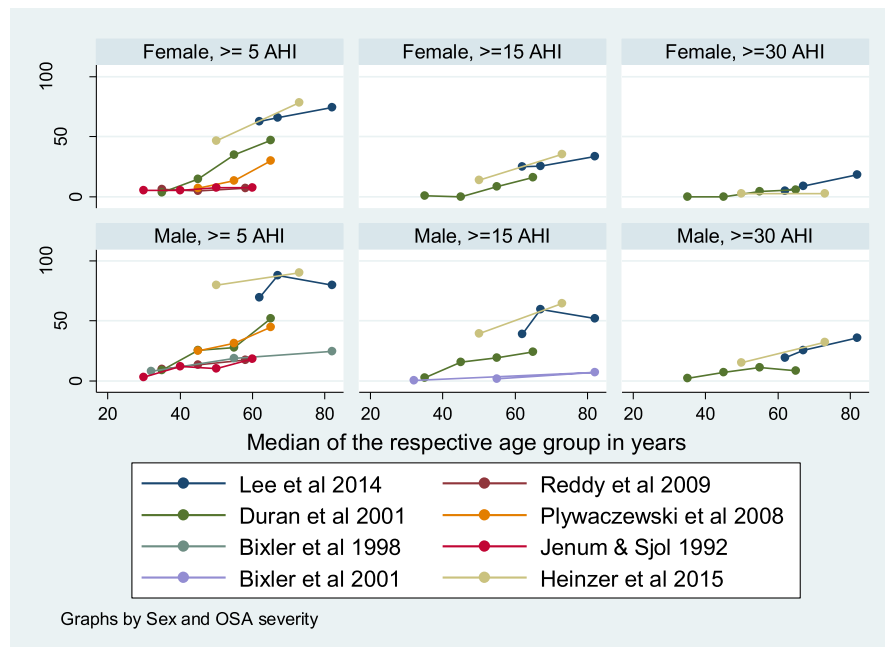 Female, >= 5 AHI Female, >=15 AHI Female, >=30 AHI
100
50
0
Male, >= 5 AHI Male, >=15 AHI Male, >=30 AHI
100
50
0
20 40 60 80 20 40 60 80 20 40 60 80
Median of the respective age group in years
Lee et al 2014 Reddy et al 2009
Duran et al 2001 Plywaczewski et al 2008
Bixler et al 1998 Jenum & Sjol 1992
Bixler et al 2001 Heinzer et al 2015
Graphs by Sex and OSA severity